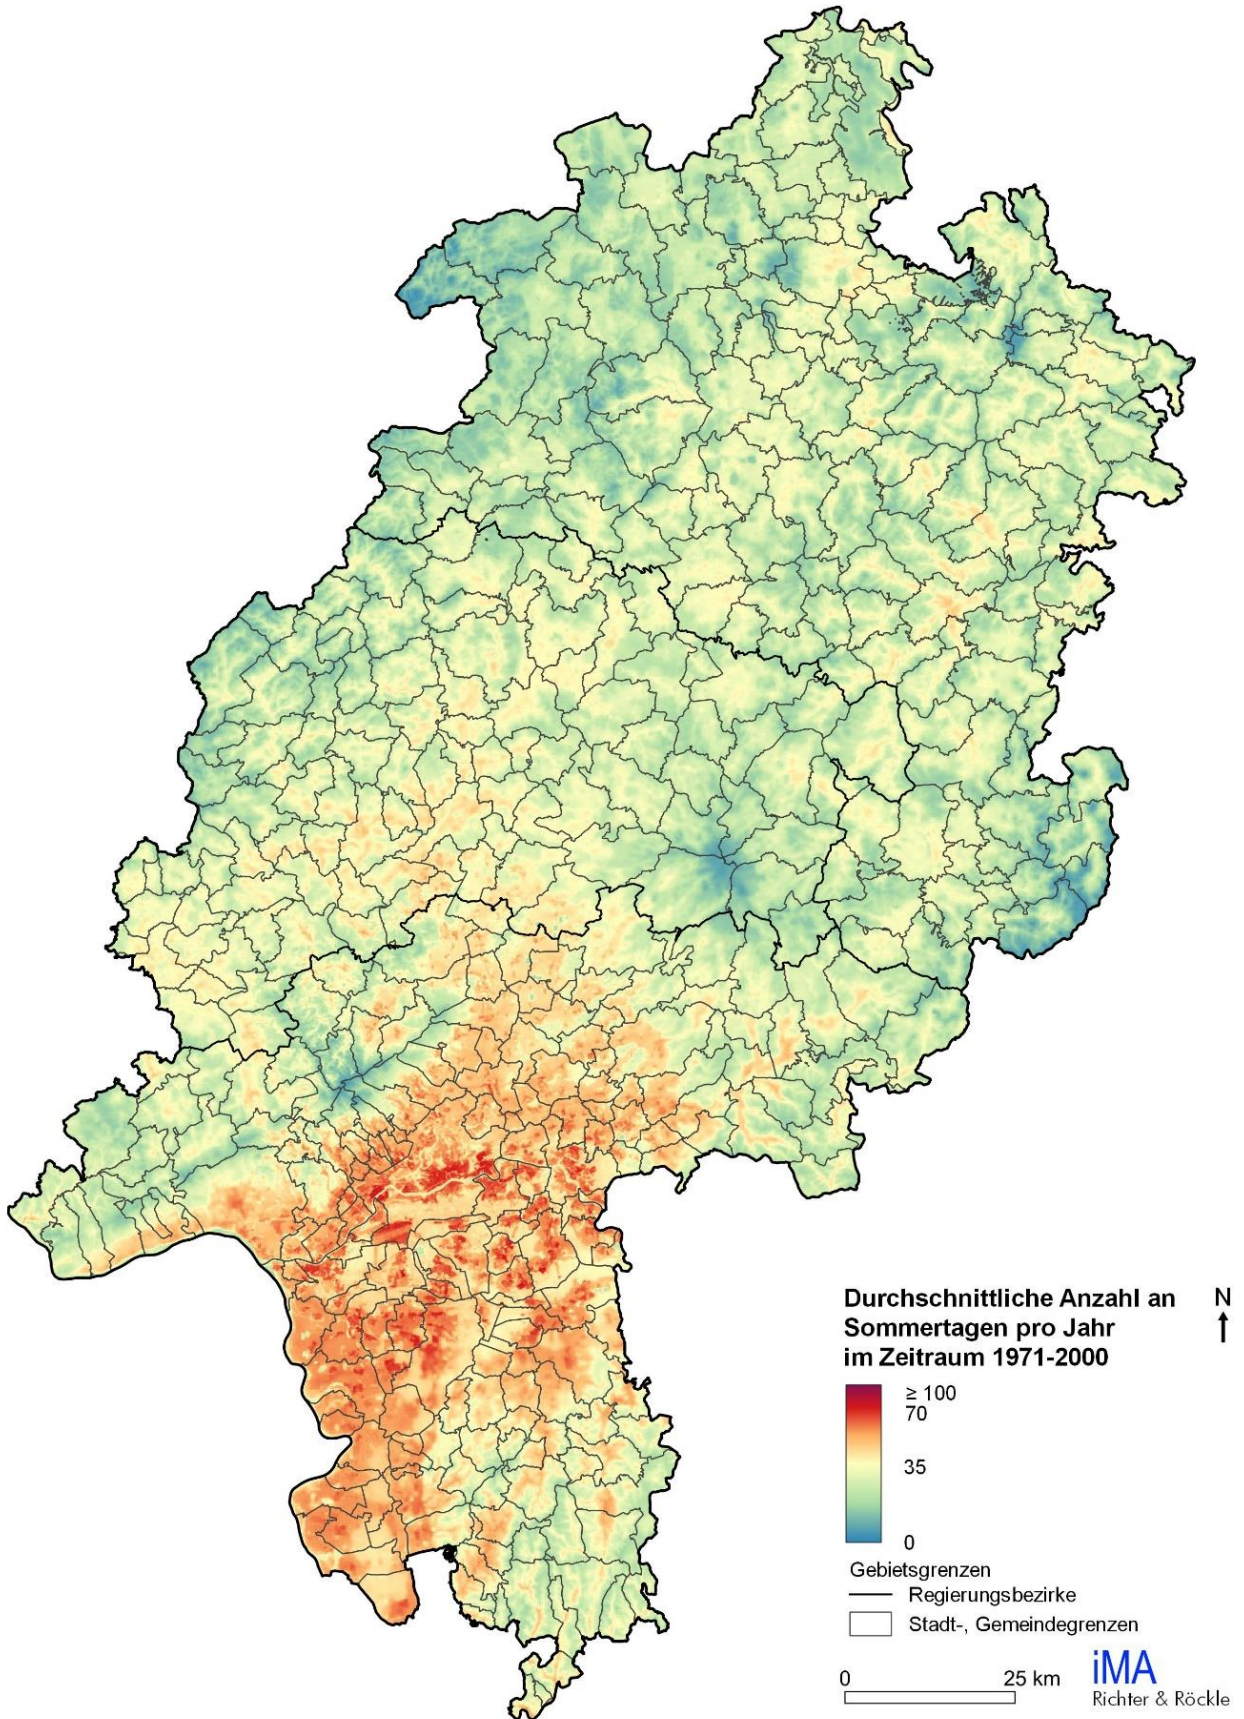 Durchschnittliche Anzahl an
Sommertagen pro Jahr
im Zeitraum 1971-2000
N
≥ 100
70
35
0
Gebietsgrenzen
Regierungsbezirke
Stadt-, Gemeindegrenzen
0 25 km
iMA
Richter & Röckle